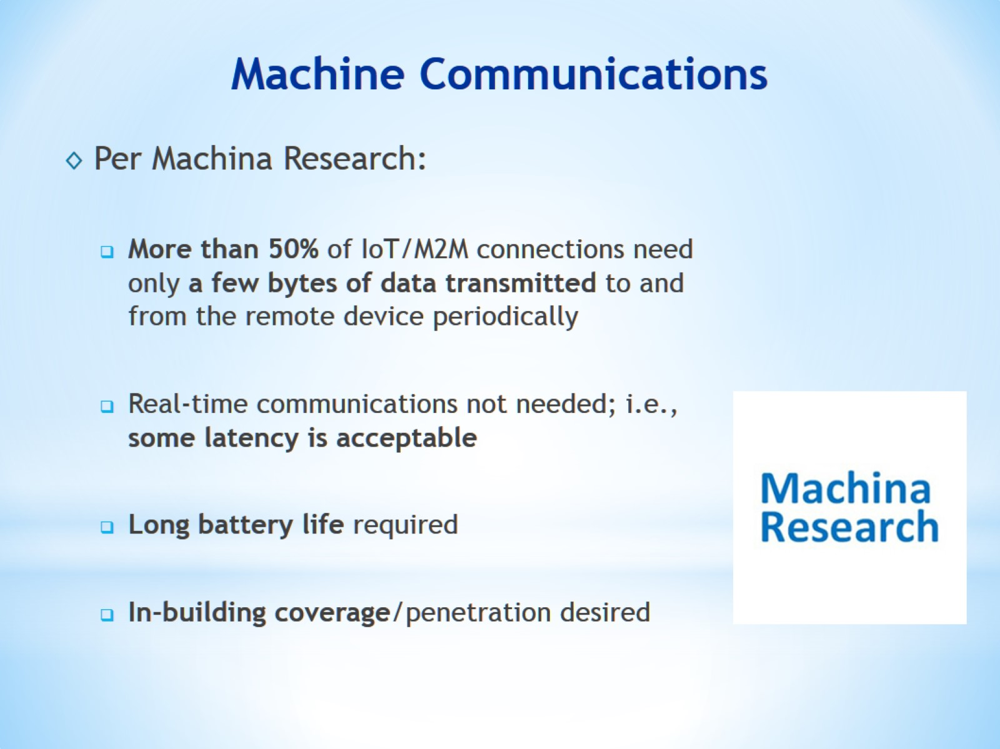 Machine Communications
◇ Per Machina Research:
❑ More than 50% of IoT/M2M connections need
only a few bytes of data transmitted to and
from the remote device periodically
❑ Real-time communications not needed; i.e.,
some latency is acceptable
❑ Long battery life required
❑ In-building coverage/penetration desired
Machina
Research